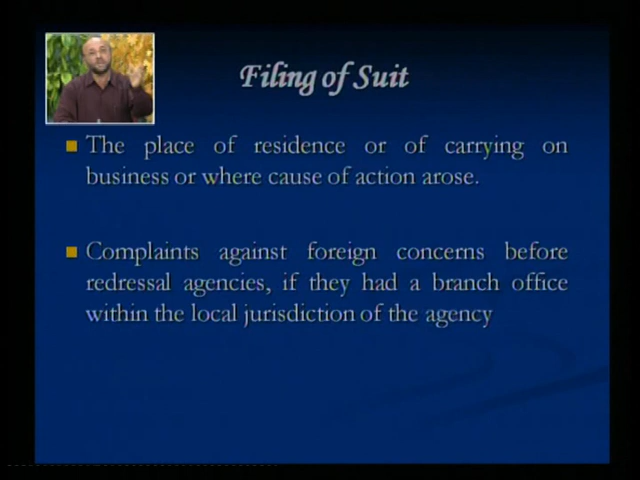 Filing of Suit
The place of residence or of carrying on
business or where cause of action arose.
Complaints against foreign concerns before
redressal agencies, if they had a branch office
within the local jurisdiction of the agency